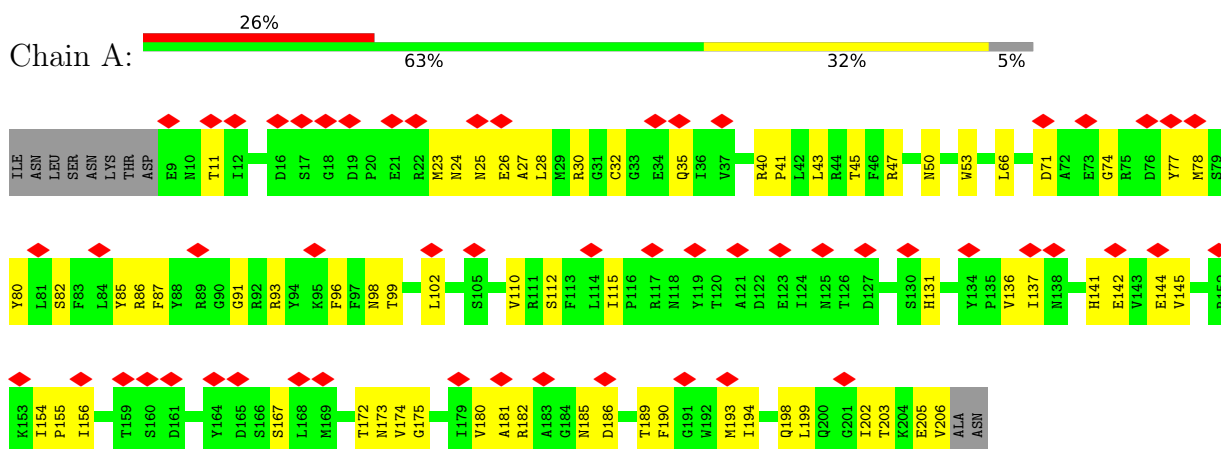 26%
Chain A:
63% 32% 5%
ILE ASN LEU SER ASN LYS THR ASP E9 N10 T11 I12 D16 S17 G18 D19 P20 E21 R22 M23 N24 N25 E26 A27 L28 M29 R30 G31 C32 G33 E34 Q35 I36 V37 R40 P41 L42 L43 R44 T45 F46 R47 N50 W53 L66 D71 A72 E73 G74 R75 D76 Y77 M78 S79
Y80 L81 S82 F83 L84 Y85 R86 F87 Y88 R89 G90 G91 R92 R93 Y94 K95 F96 F97 N98 T99 L102 S105 V110 R111 S112 F113 L114 I115 P116 R117 N118 Y119 T120 A121 D122 E123 I124 N125 T126 D127 S130 H131 Y134 P135 V136 I137 N138 H141 E142 V143 E144 V145
K153 I154 P155 I156 T159 S160 D161 Y164 D165 S166 S167 L168 M169 T172 N173 V174 G175 I179 V180 A181 R182 A183 G184 N185 D186 T189 F190 G191 W192 M193 I194 Q198 L199 Q200 G201 I202 T203 K204 E205 V206 ALA ASN